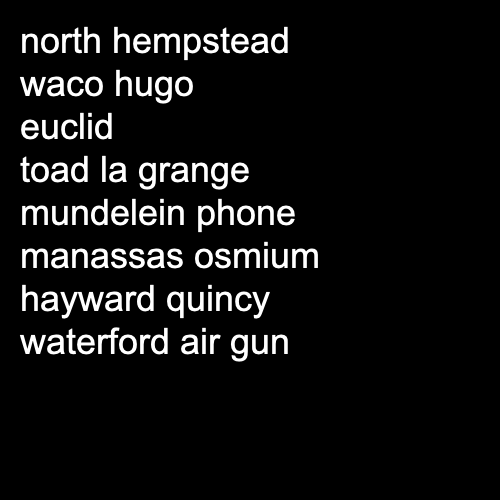 north hempstead
waco hugo
euclid
toad la grange
mundelein phone
manassas osmium
hayward quincy
waterford air gun